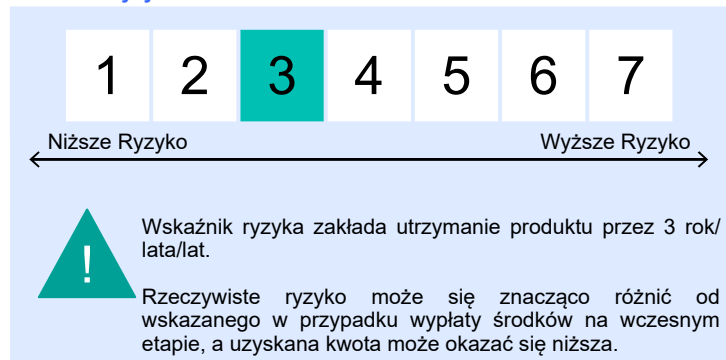 1 2 3 4 5 6 7
Niższe Ryzyko Wyższe Ryzyko
! Wskaźnik ryzyka zakłada utrzymanie produktu przez 3 rok/
lata/lat.
Rzeczywiste ryzyko może się znacząco różnić od
wskazanego w przypadku wypłaty środków na wczesnym
etapie, a uzyskana kwota może okazać się niższa.